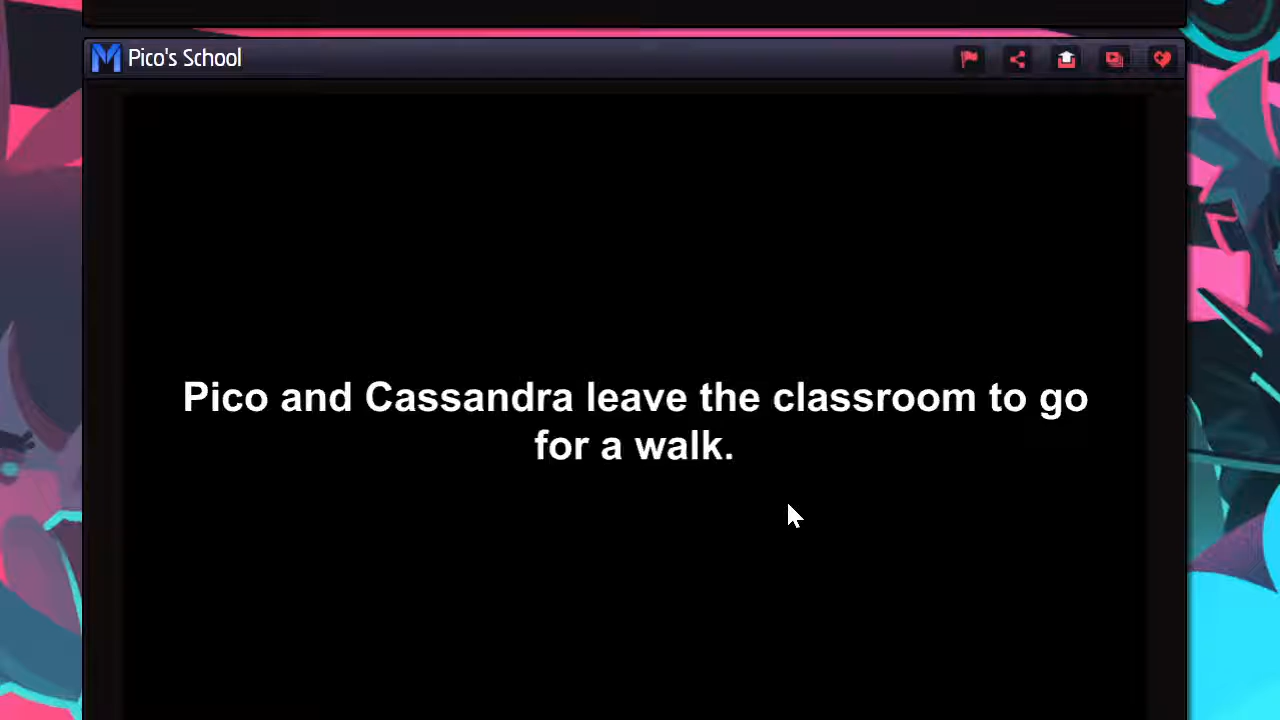 Pico's School
Pico and Cassandra leave the classroom to go
for a walk.